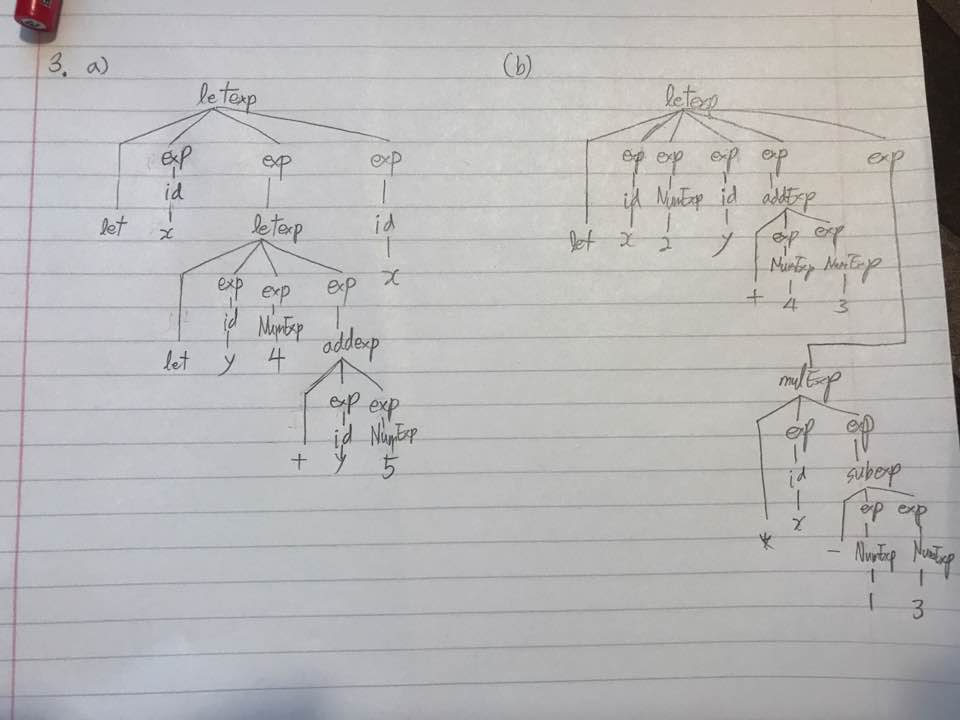 3. a)
letexp
exp exp exp
id id
let x letexp x
exp exp exp
id NumExp addexp
let y 4
exp exp
id NumExp
+ y 5
(b)
letexp
exp exp exp exp exp
id NumExp id addExp
let x 2 y
exp exp
NumExp NumExp
+ 4 3
mulExp
exp exp
id subexp
x
exp exp
* - NumExp NumExp
1 3